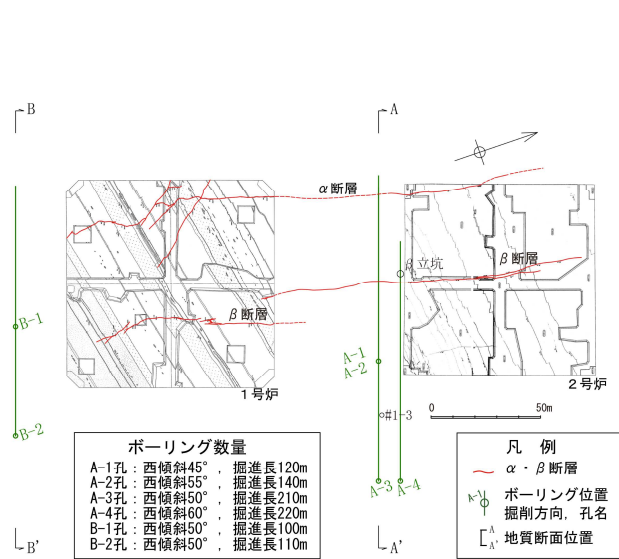 B
A
α断層
β立坑
β断層
β断層
B-1
A-1
A-2
1号炉
2号炉
#1-3
0
50m
B-2
A-3
A-4
ボーリング数量
A-1孔：西傾斜45°，掘進長120m
A-2孔：西傾斜55°，掘進長140m
A-3孔：西傾斜50°，掘進長210m
A-4孔：西傾斜60°，掘進長220m
B-1孔：西傾斜50°，掘進長100m
B-2孔：西傾斜50°，掘進長110m
凡 例
α・β断層
A-1
ボーリング位置
掘削方向，孔名
A
A'
地質断面位置
B'
A'